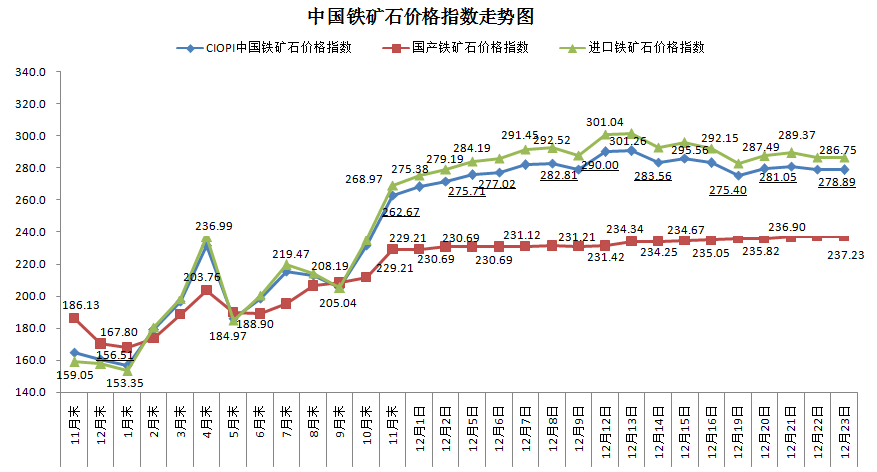 中国铁矿石价格指数走势图
CIOPI中国铁矿石价格指数 国产铁矿石价格指数 进口铁矿石价格指数
340.0
320.0
300.0
280.0
260.0
240.0
220.0
200.0
180.0
160.0
140.0
186.13
159.05
156.51
167.80
153.35
203.76
236.99
184.97
188.90
219.47
208.19
205.04
268.97
262.67
229.21
229.21
275.38
230.69
279.19
230.69
284.19
275.71
277.02
230.69
291.45
231.12
292.52
282.81
231.21
290.00
301.04
231.42
301.26
234.34
283.56
234.25
295.56
234.67
292.15
235.05
275.40
235.82
287.49
281.05
289.37
236.90
286.75
278.89
237.23
11月末
12月末
1月末
2月末
3月末
4月末
5月末
6月末
7月末
8月末
9月末
10月末
11月末
12月1日
12月2日
12月5日
12月6日
12月7日
12月8日
12月9日
12月12日
12月13日
12月14日
12月15日
12月16日
12月19日
12月20日
12月21日
12月22日
12月23日